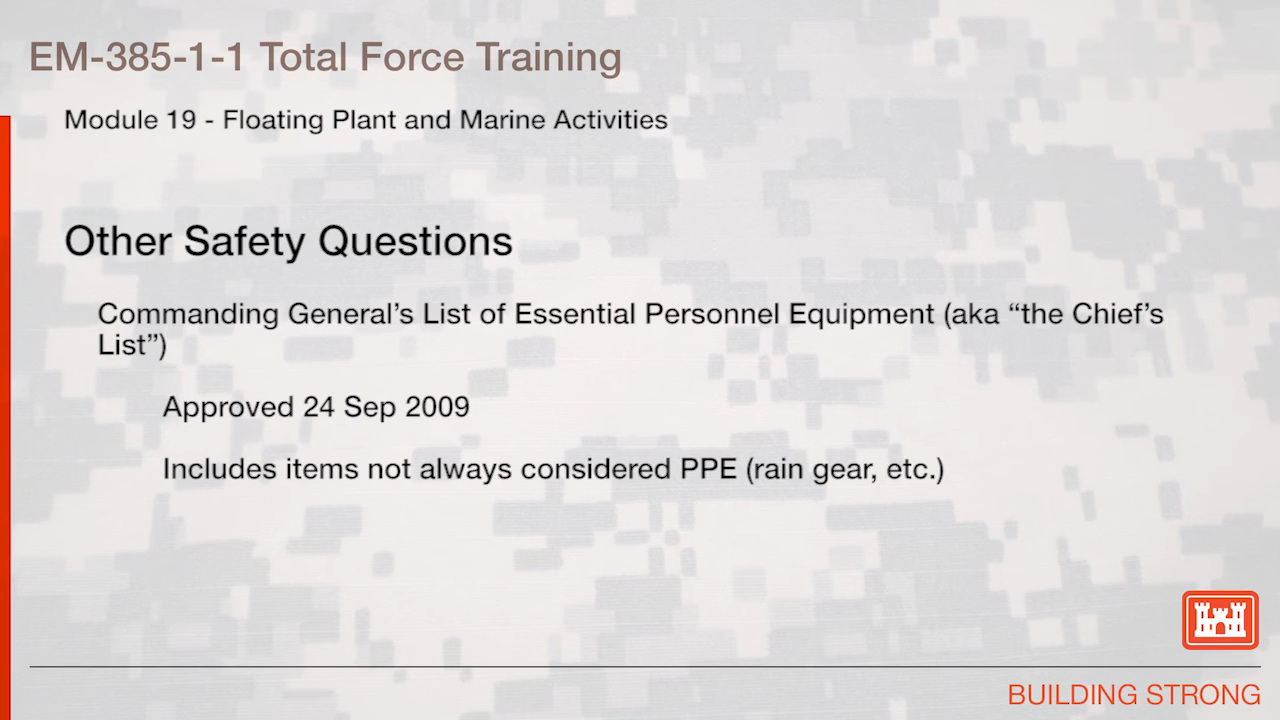 EM-385-1-1 Total Force Training
Module 19 - Floating Plant and Marine Activities
Other Safety Questions
Commanding General’s List of Essential Personnel Equipment (aka “the Chief’s
List”)
Approved 24 Sep 2009
Includes items not always considered PPE (rain gear, etc.)
BUILDING STRONG